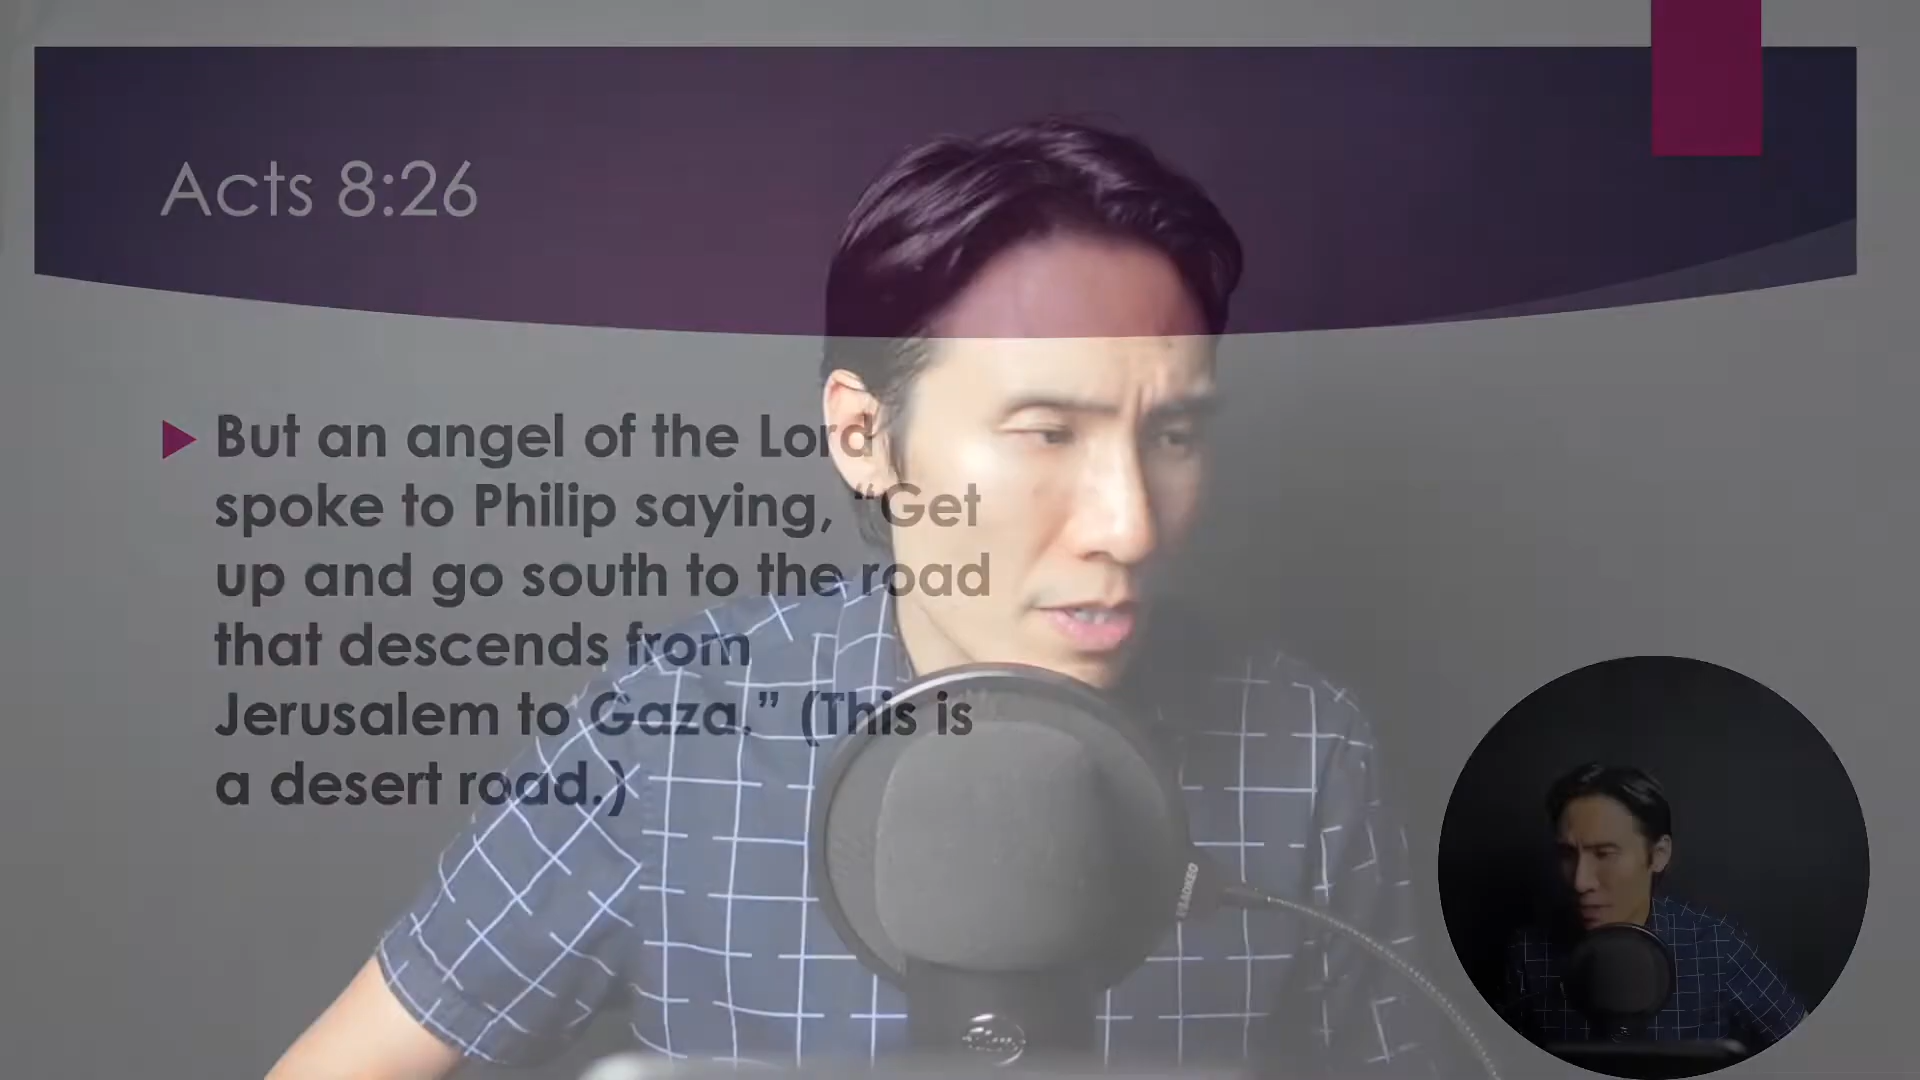 Acts 8:26
But an angel of the Lord
spoke to Philip saying, “Get
up and go south to the road
that descends from
Jerusalem to Gaza.” (This is
a desert road.)